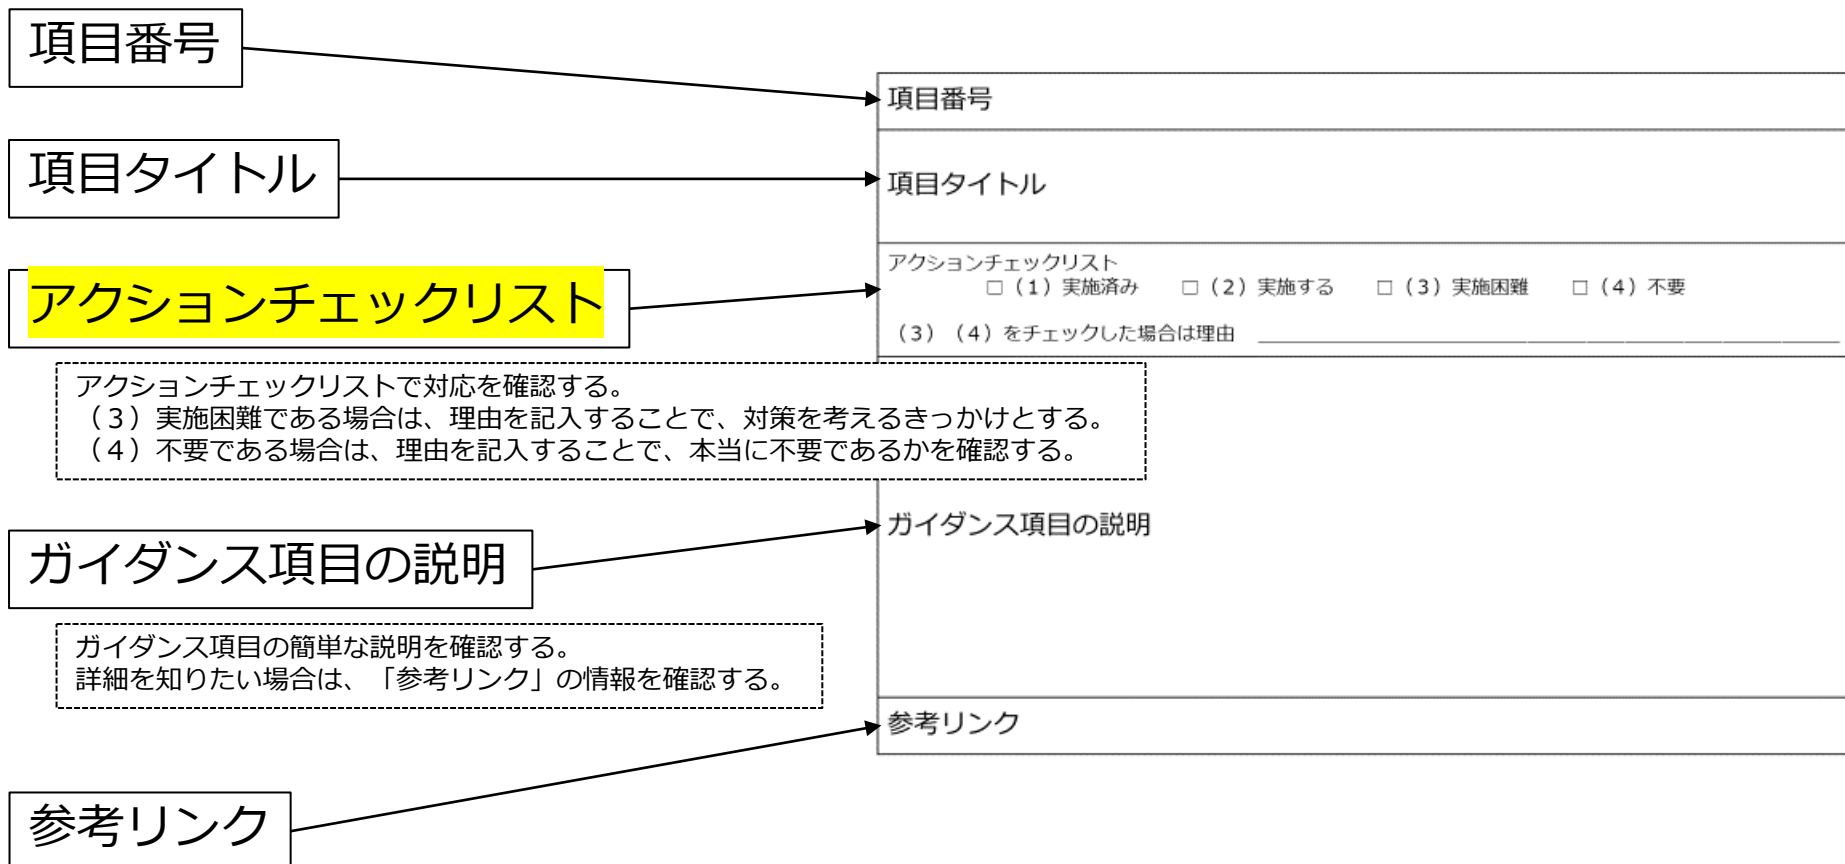 項目番号
項目タイトル
アクションチェックリスト
アクションチェックリストで対応を確認する。
（３）実施困難である場合は、理由を記入することで、対策を考えるきっかけとする。
（４）不要である場合は、理由を記入することで、本当に不要であるかを確認する。
ガイダンス項目の説明
ガイダンス項目の簡単な説明を確認する。
詳細を知りたい場合は、「参考リンク」の情報を確認する。
参考リンク
項目番号
項目タイトル
アクションチェックリスト
□（１）実施済み　□（２）実施する　□（３）実施困難　□（４）不要
（３）（４）をチェックした場合は理由
ガイダンス項目の説明
参考リンク